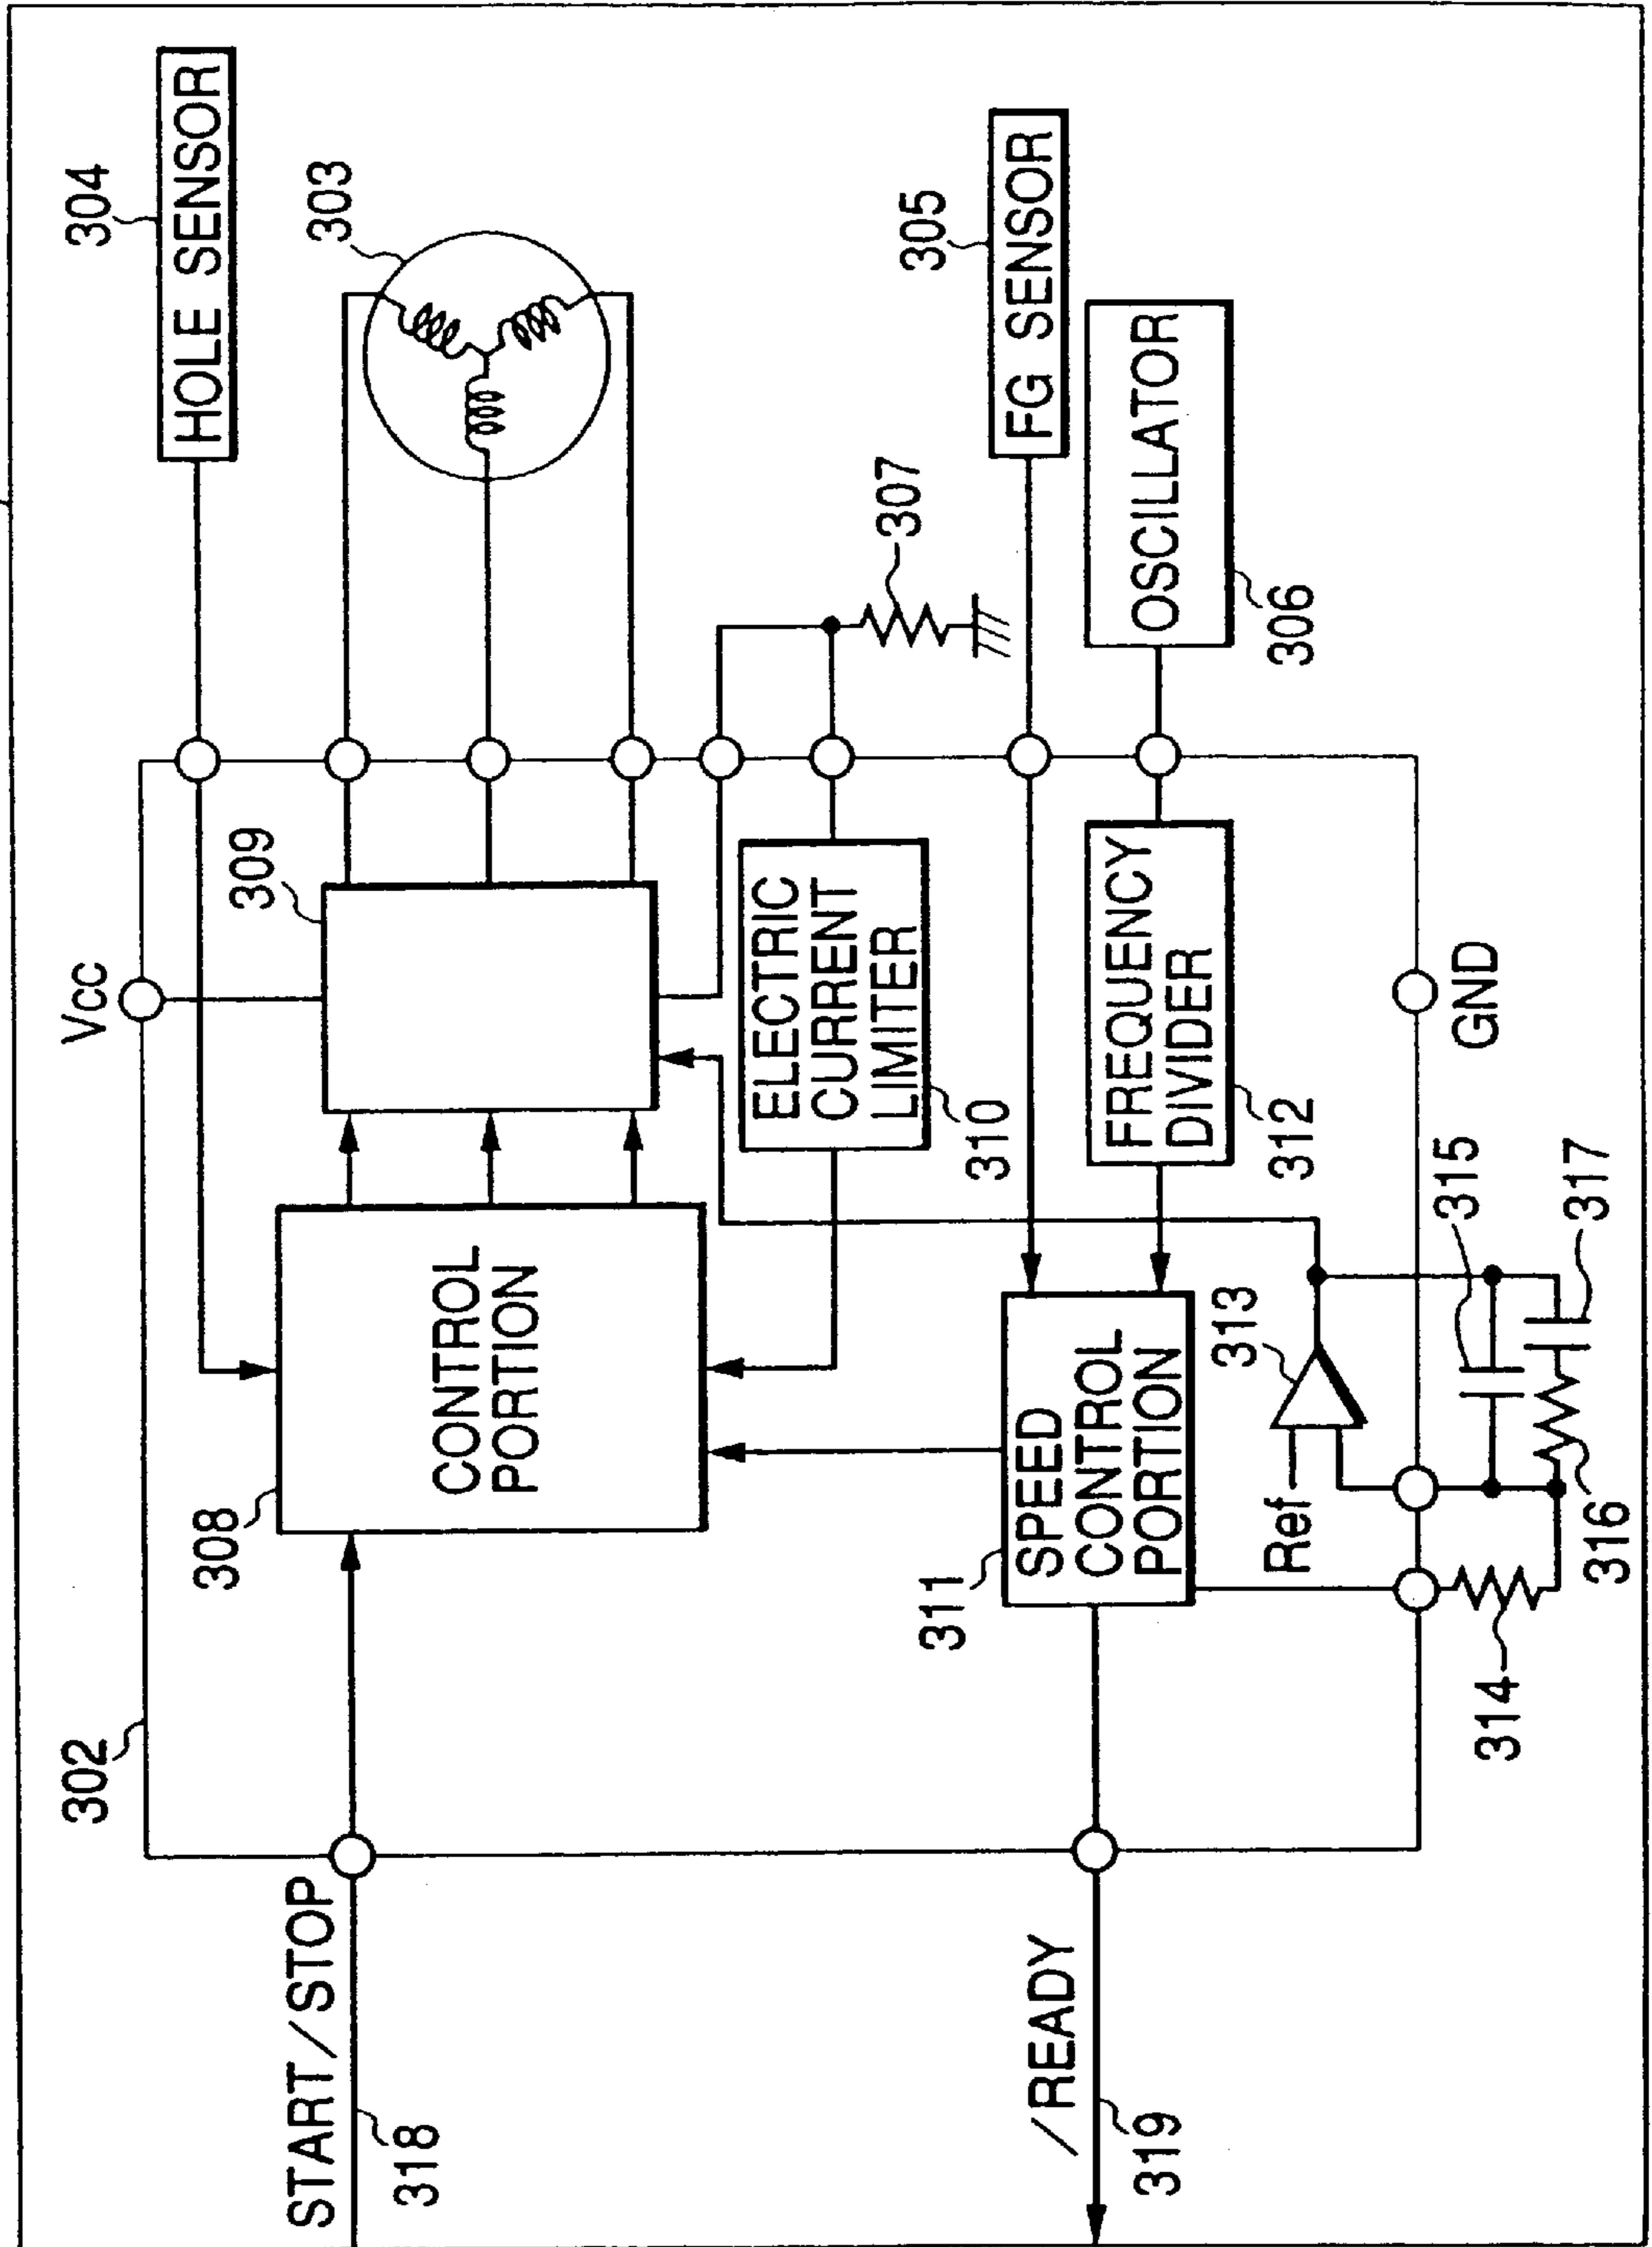 304
HOLE SENSOR
303
305
FG SENSOR
OSCILLATOR
306
307
Vcc
309
ELECTRIC
CURRENT
LIMITER
310
FREQUENCY
DIVIDER
312
GND
315
317
308
CONTROL
PORTION
311
SPEED
CONTROL
PORTION
313
Ref
316
314
302
START/STOP
318
/READY
319